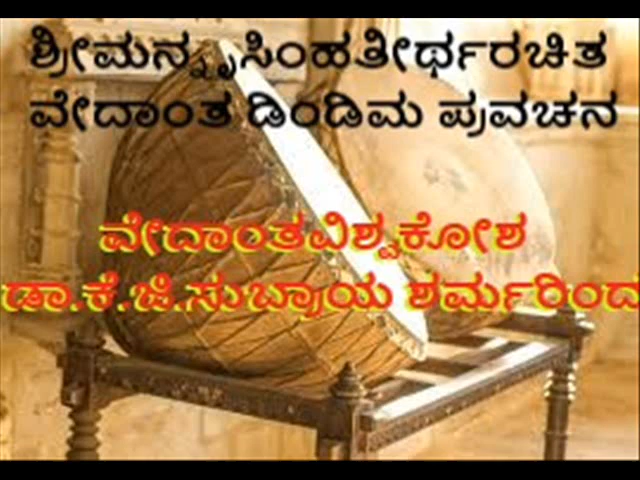 ಶ್ರೀಮನ್ನೃಸಿಂಹತೀರ್ಥರಚಿತ
ವೇದಾಂತ ಡಿಂಡಿಮ ಪ್ರವಚನ
ವೇದಾಂತವಿಶ್ವಕೋಶ
ಡಾ.ಕೆ.ಜಿ.ಸುಬ್ರಾಯ ಶರ್ಮರಿಂದ